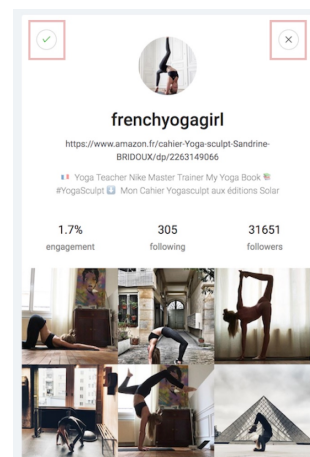 frenchyogagirl
https://www.amazon.fr/cahier-Yoga-sculpt-Sandrine-
BRIDOUX/dp/2263149066
🇫🇷 Yoga Teacher Nike Master Trainer My Yoga Book 📚
#YogaSculpt ⬇️ Mon Cahier Yogasculpt aux éditions Solar
1.7% 305 31651
engagement following followers